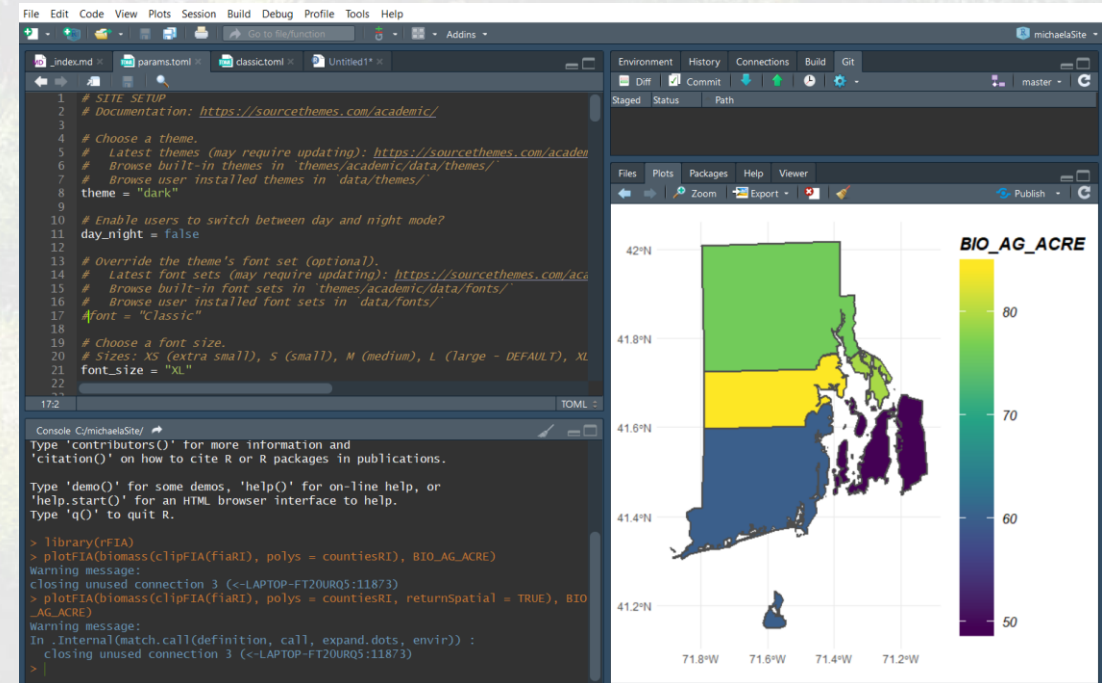 File Edit Code View Plots Session Build Debug Profile Tools Help
Go to file/function Addins michaelaSite
_index.md params.toml classic.toml Untitled1*
1 # SITE SETUP
2 # Documentation: https://sourcethemes.com/academic/
3
4 # Choose a theme.
5 #   Latest themes (may require updating): https://sourcethemes.com/academ
6 #   Browse built-in themes in `themes/academic/data/themes/`
7 #   Browse user installed themes in `data/themes/`
8 theme = "dark"
9
10 # Enable users to switch between day and night mode?
11 day_night = false
12
13 # Override the theme's font set (optional).
14 #   Latest font sets (may require updating): https://sourcethemes.com/aca
15 #   Browse built-in font sets in `themes/academic/data/fonts/`
16 #   Browse user installed font sets in `data/fonts/`
17 #font = "Classic"
18
19 # Choose a font size.
20 # Sizes: XS (extra small), S (small), M (medium), L (large - DEFAULT), XL
21 font_size = "XL"
22
17:2 TOML
Console C:/michaelaSite/
Type 'contributors()' for more information and
'citation()' on how to cite R or R packages in publications.
Type 'demo()' for some demos, 'help()' for on-line help, or
'help.start()' for an HTML browser interface to help.
Type 'q()' to quit R.
> library(rFIA)
> plotFIA(biomass(clipFIA(fiaRI), polys = countiesRI), BIO_AG_ACRE)
Warning message:
closing unused connection 3 (<-LAPTOP-FT2OURQ5:11873)
> plotFIA(biomass(clipFIA(fiaRI), polys = countiesRI, returnSpatial = TRUE), BIO
_AG_ACRE)
Warning message:
In .Internal(match.call(definition, call, expand.dots, envir)) :
  closing unused connection 3 (<-LAPTOP-FT2OURQ5:11873)
>
Environment History Connections Build Git
Diff Commit master
Staged Status Path
Files Plots Packages Help Viewer
Zoom Export Publish
BIO_AG_ACRE
80
70
60
50
42°N
41.8°N
41.6°N
41.4°N
41.2°N
71.8°W 71.6°W 71.4°W 71.2°W